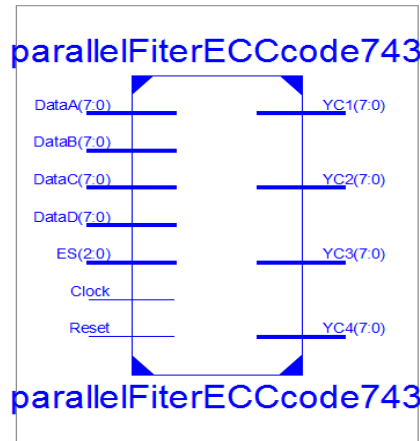 parallelFiterECCcode743
DataA(7:0)
YC1(7:0)
DataB(7:0)
DataC(7:0)
YC2(7:0)
DataD(7:0)
ES(2:0)
YC3(7:0)
Clock
Reset
YC4(7:0)
parallelFiterECCcode743